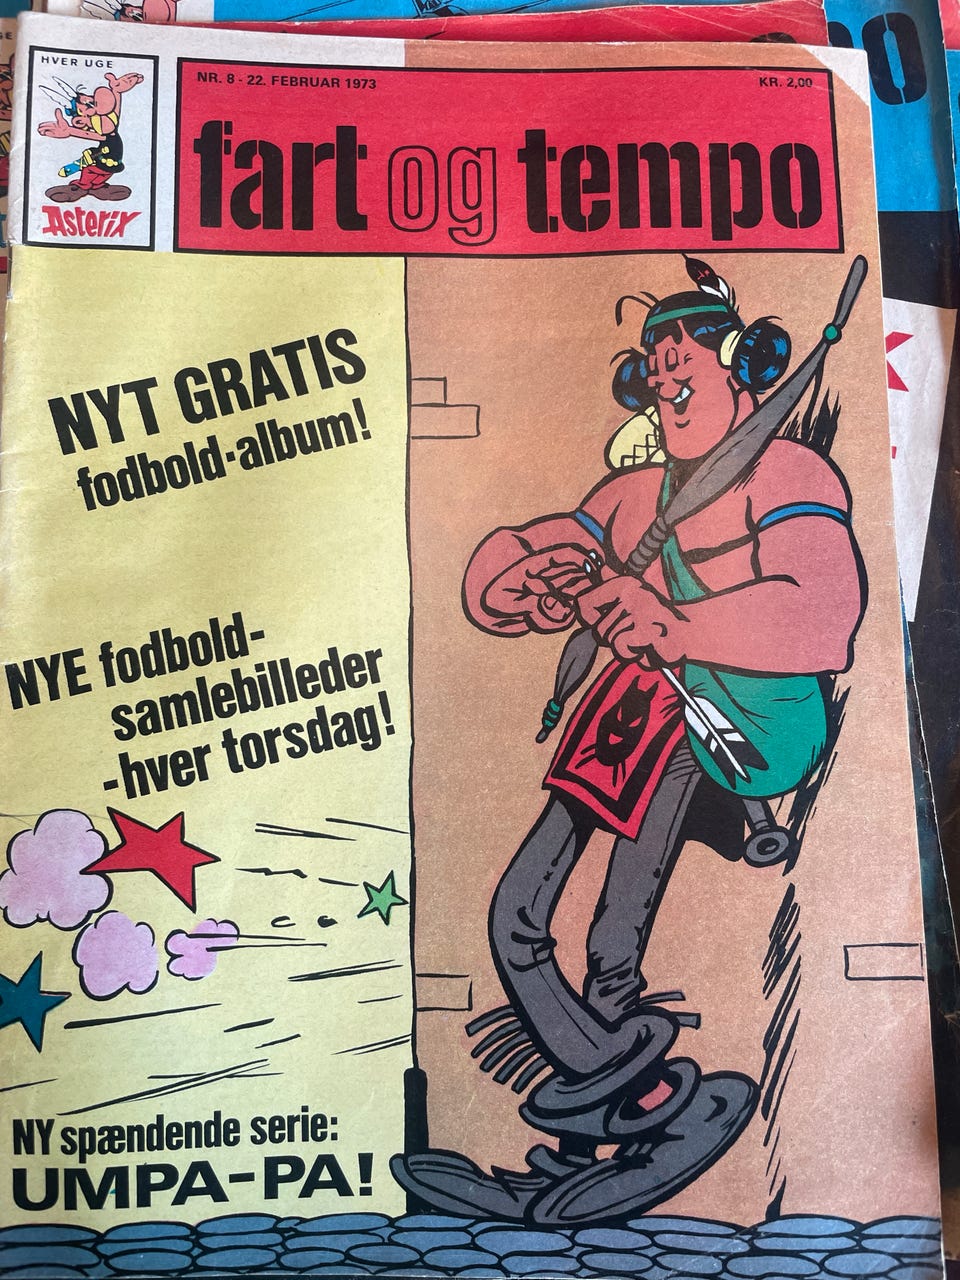 HVER UGE
Asterix
NR. 8 - 22. FEBRUAR 1973
KR. 2,00
fart og tempo
NYT GRATIS
fodbold-album!
NYE fodbold-
samlebilleder
-hver torsdag!
NY spændende serie:
UMPA-PA!